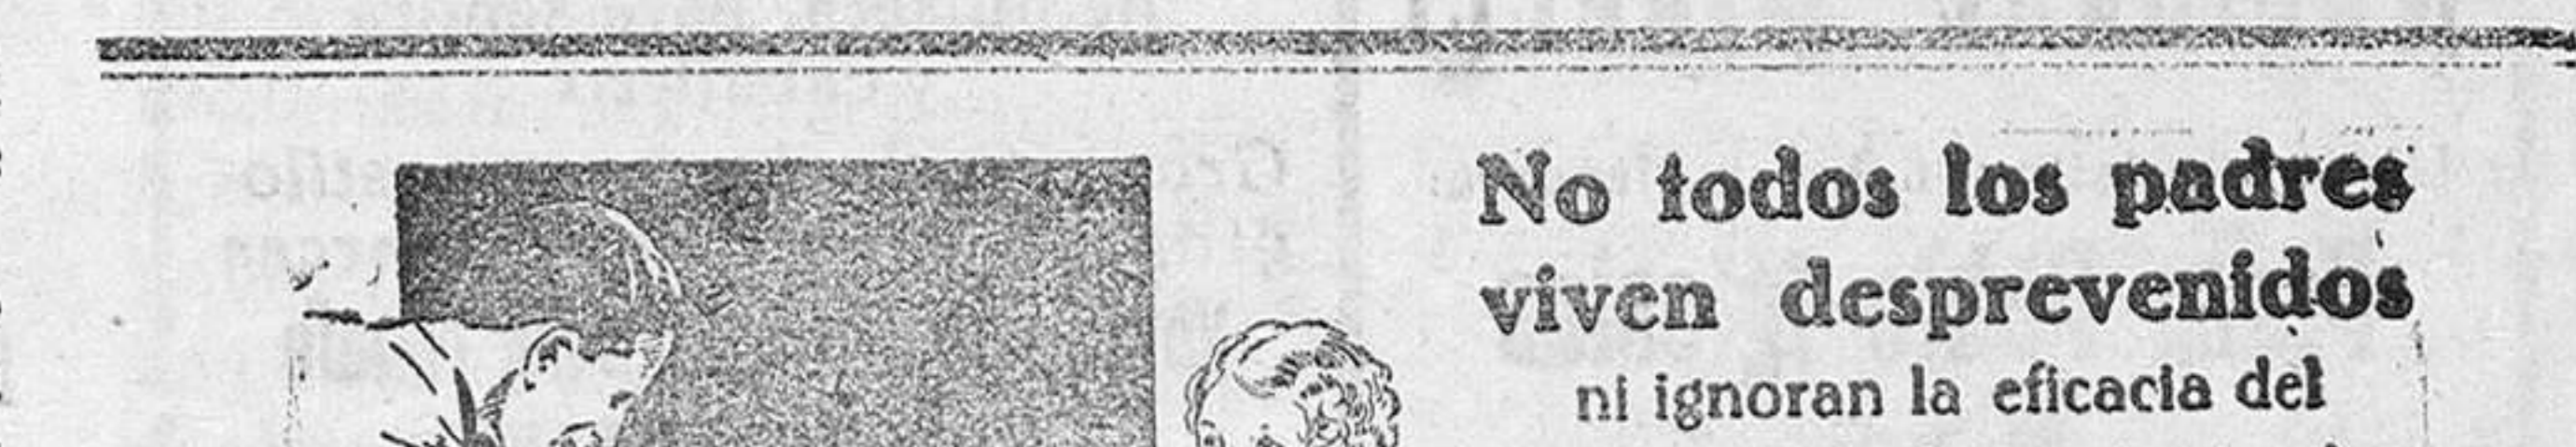 No todos los padres
viven desprevenidos
ni ignoran la eficacia del